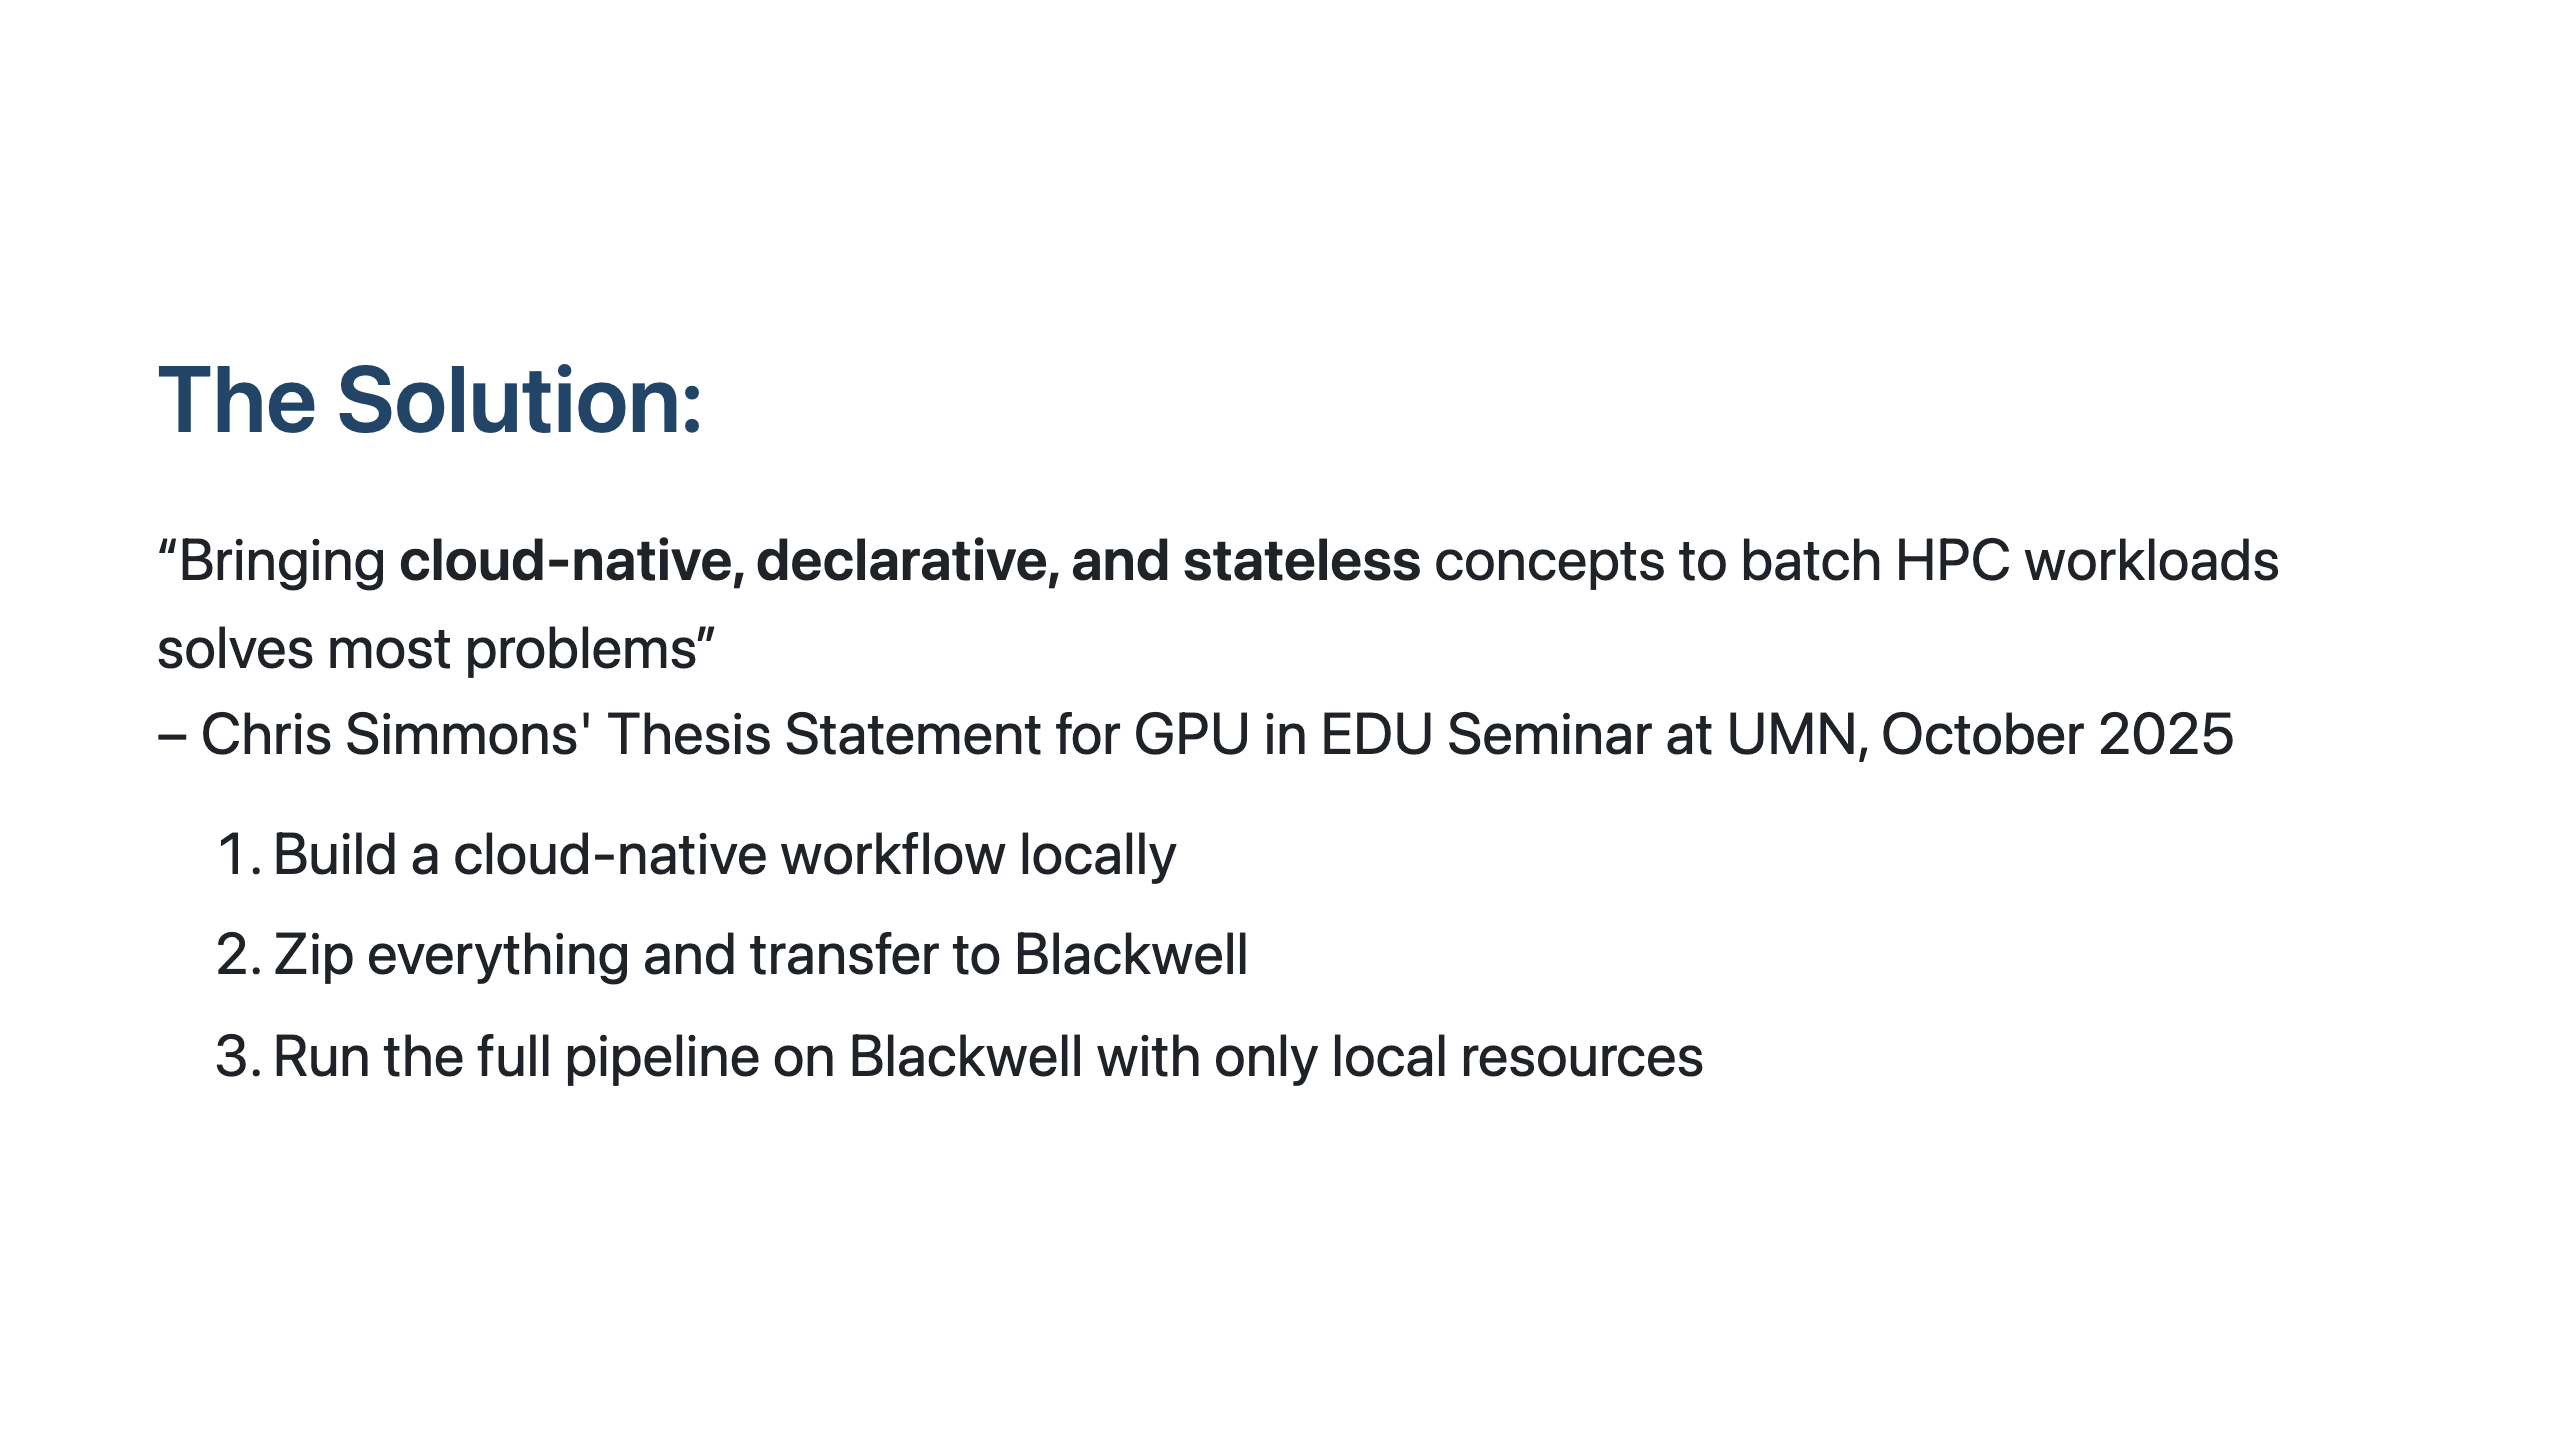 The Solution:
“Bringing cloud-native, declarative, and stateless concepts to batch HPC workloads
solves most problems”
– Chris Simmons' Thesis Statement for GPU in EDU Seminar at UMN, October 2025
1. Build a cloud-native workflow locally
2. Zip everything and transfer to Blackwell
3. Run the full pipeline on Blackwell with only local resources